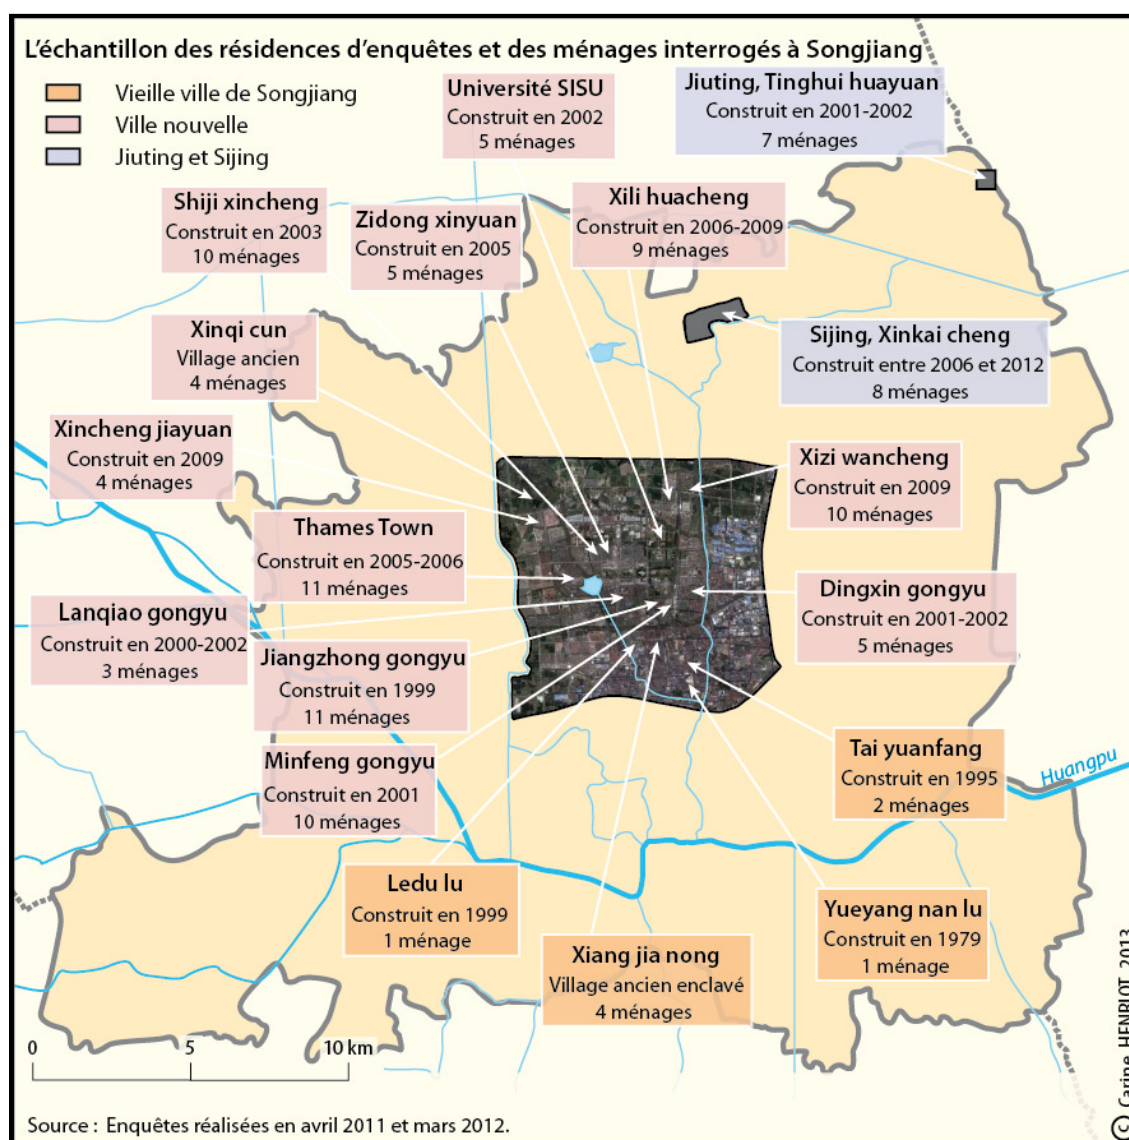 L'échantillon des résidences d'enquêtes et des ménages interrogés à Songjiang
Vieille ville de Songjiang
Ville nouvelle
Jiuting et Sijing
Université SISU
Construit en 2002
5 ménages
Jiuting, Tinghui huayuan
Construit en 2001-2002
7 ménages
Shiji xincheng
Construit en 2003
10 ménages
Zidong xinyuan
Construit en 2005
5 ménages
Xili huacheng
Construit en 2006-2009
9 ménages
Xinqi cun
Village ancien
4 ménages
Sijing, Xinkai cheng
Construit entre 2006 et 2012
8 ménages
Xincheng jiayuan
Construit en 2009
4 ménages
Xizi wancheng
Construit en 2009
10 ménages
Thames Town
Construit en 2005-2006
11 ménages
Lanqiao gongyu
Construit en 2000-2002
3 ménages
Dingxin gongyu
Construit en 2001-2002
5 ménages
Jiangzhong gongyu
Construit en 1999
11 ménages
Minfeng gongyu
Construit en 2001
10 ménages
Tai yuanfang
Construit en 1995
2 ménages
Huangpu
Ledu lu
Construit en 1999
1 ménage
Yueyang nan lu
Construit en 1979
1 ménage
Xiang jia nong
Village ancien enclavé
4 ménages
0 5 10 km
Source : Enquêtes réalisées en avril 2011 et mars 2012.
© Carine HENRIOT, 2013